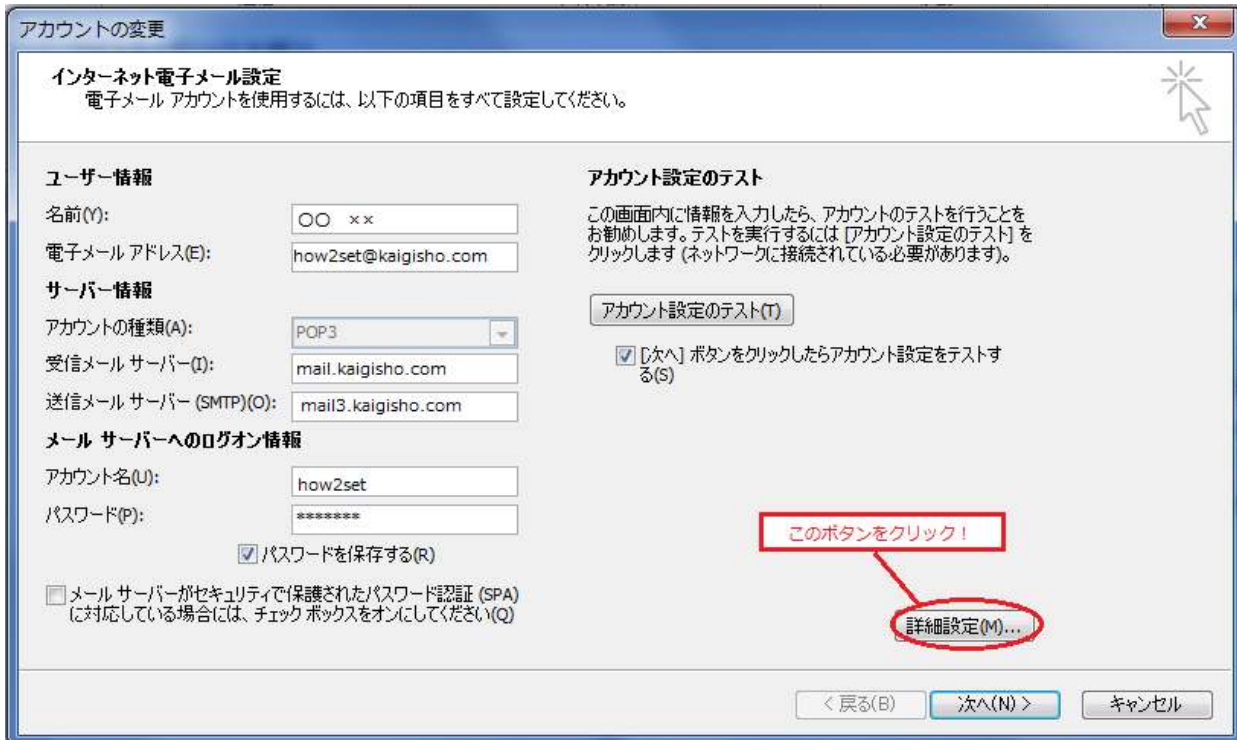 アカウントの変更
インターネット電子メール設定
電子メール アカウントを使用するには、以下の項目をすべて設定してください。
ユーザー情報
名前(Y):
〇〇 ××
電子メール アドレス(E):
how2set@kaigisho.com
サーバー情報
アカウントの種類(A):
POP3
受信メール サーバー(I):
mail.kaigisho.com
送信メール サーバー (SMTP)(O):
mail3.kaigisho.com
メール サーバーへのログオン情報
アカウント名(U):
how2set
パスワード(P):
*******
パスワードを保存する(R)
メール サーバーがセキュリティで保護されたパスワード認証 (SPA)
に対応している場合には、チェック ボックスをオンにしてください(Q)
アカウント設定のテスト
この画面内に情報を入力したら、アカウントのテストを行うことを
お勧めします。テストを実行するには [アカウント設定のテスト] を
クリックします (ネットワークに接続されている必要があります)。
アカウント設定のテスト(T)
[次へ] ボタンをクリックしたらアカウント設定をテストす
る(S)
このボタンをクリック！
詳細設定(M)...
< 戻る(B)
次へ(N) >
キャンセル